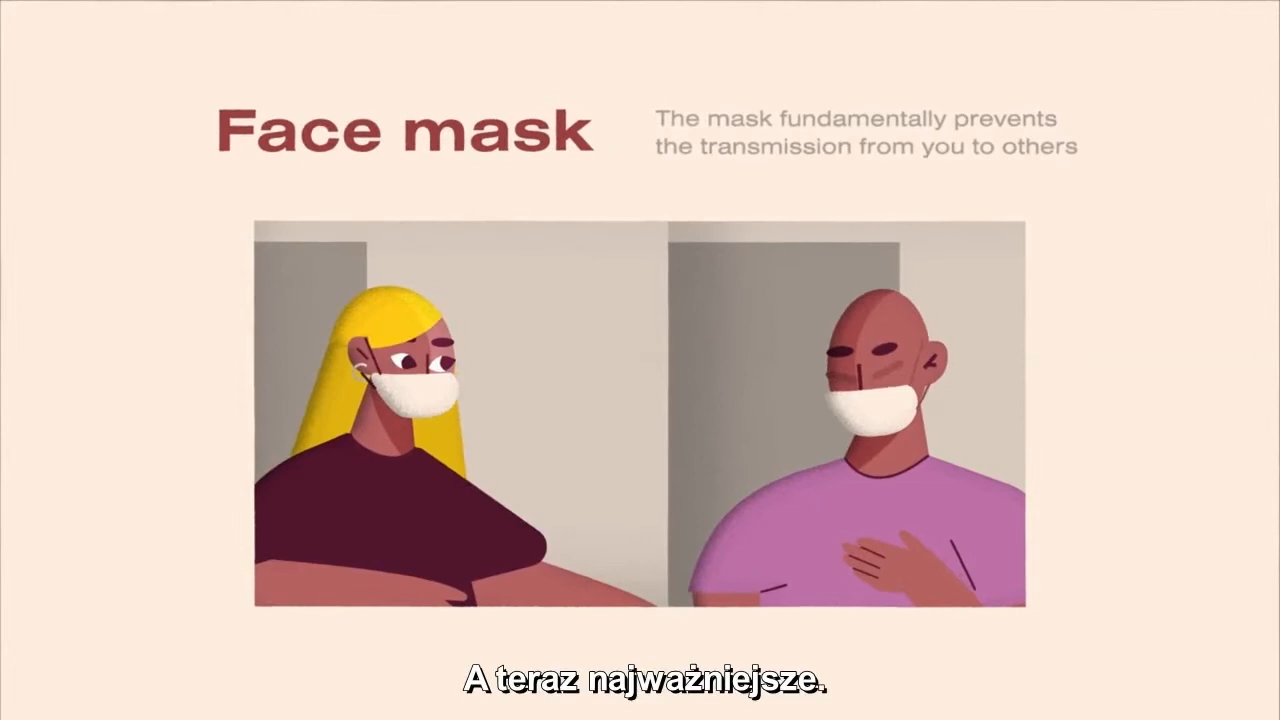 Face mask
The mask fundamentally prevents
the transmission from you to others
A teraz najważniejsze.